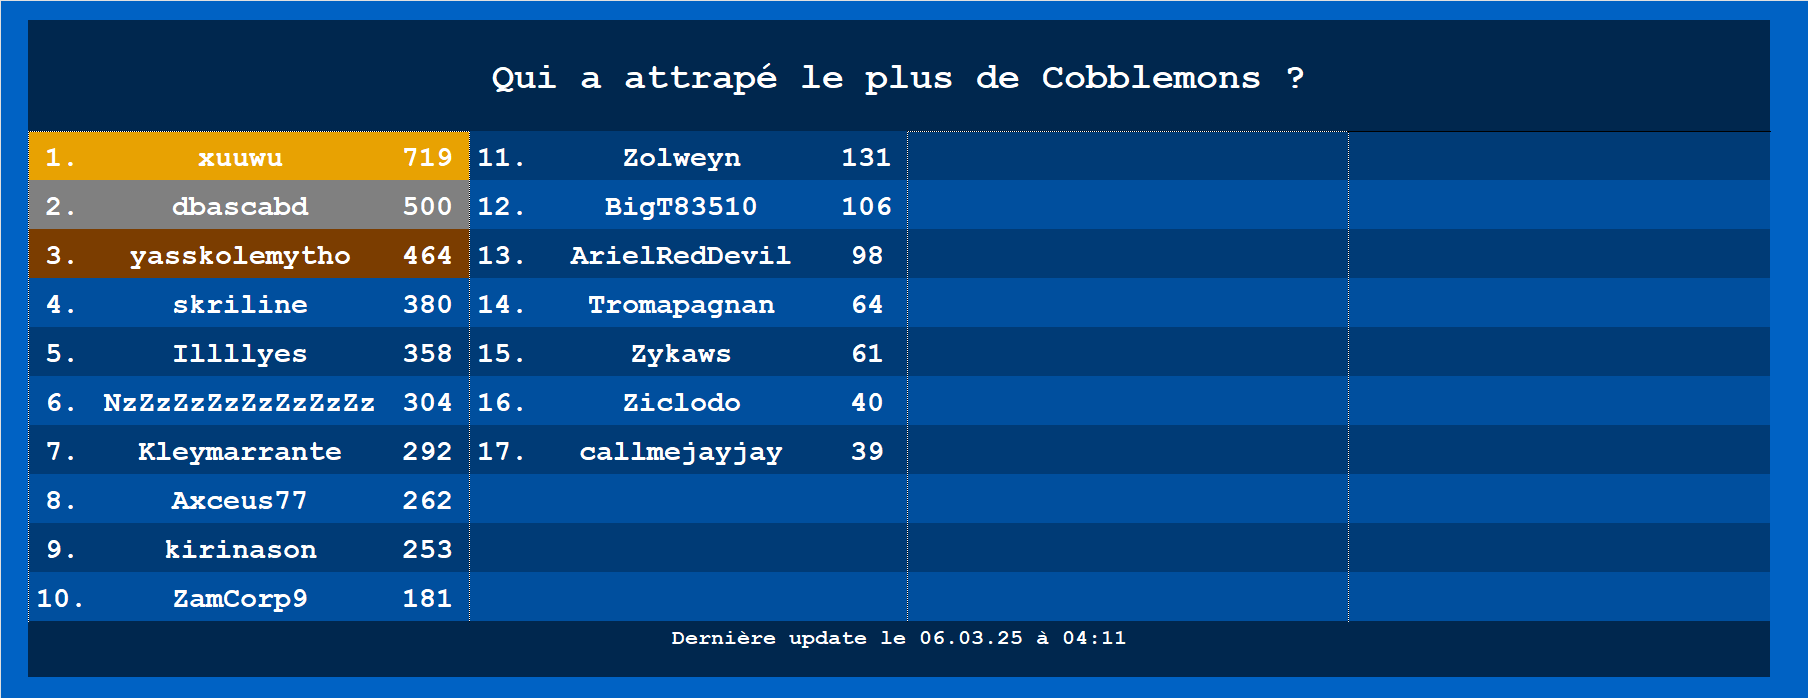 Qui a attrapé le plus de Cobblemons ?
1. xuuwu 719
2. dbascabd 500
3. yasskolemytho 464
4. skriline 380
5. Illllyes 358
6. NzZzZzZzZzZzZzZz 304
7. Kleymarrante 292
8. Axceus77 262
9. kirinason 253
10. ZamCorp9 181
11. Zolweyn 131
12. BigT83510 106
13. ArielRedDevil 98
14. Tromapagnan 64
15. Zykaws 61
16. Ziclodo 40
17. callmejayjay 39
Dernière update le 06.03.25 à 04:11